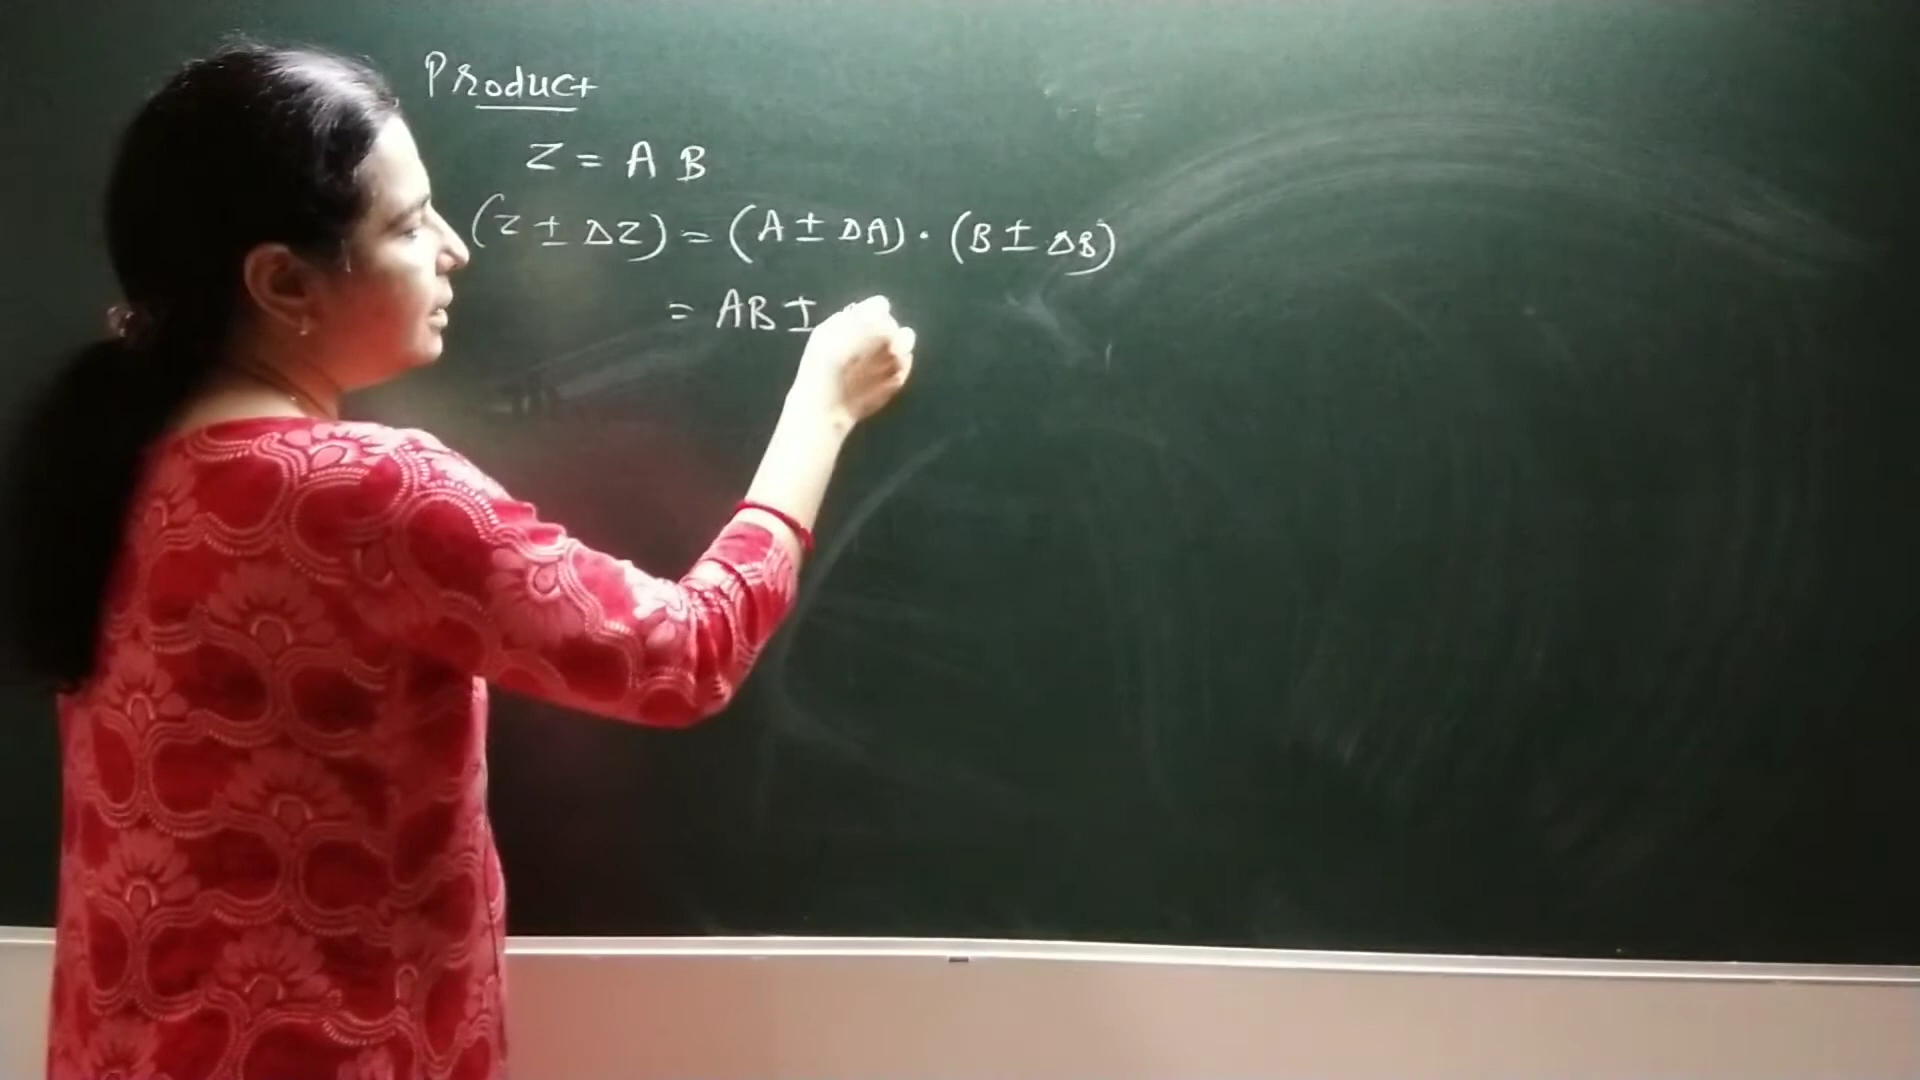 Product
Z = A B
(Z ± ΔZ) = (A ± ΔA) · (B ± ΔB)
= AB ±